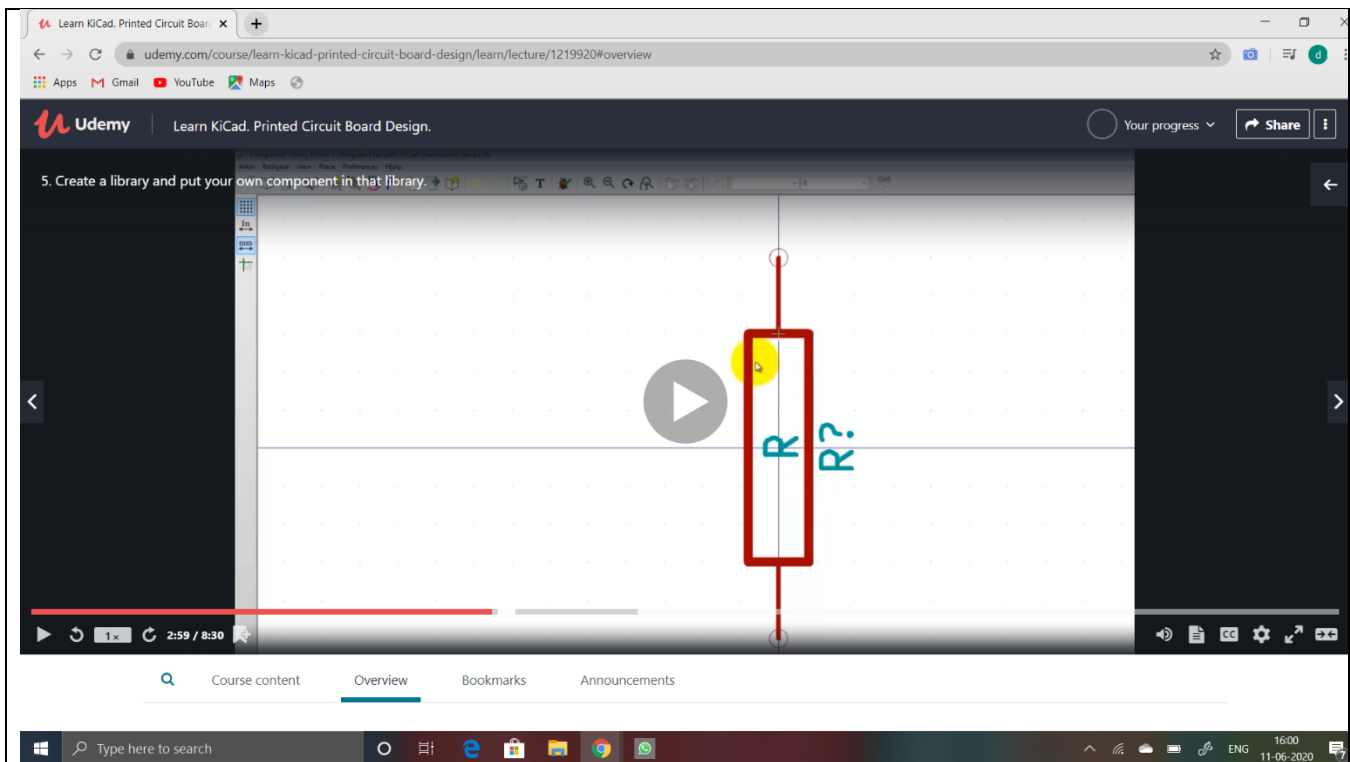 Learn KiCad. Printed Circuit Boar
udemy.com/course/learn-kicad-printed-circuit-board-design/learn/lecture/1219920#overview
d
Apps Gmail YouTube Maps
Udemy Learn KiCad. Printed Circuit Board Design. Your progress Share
5. Create a library and put your own component in that library.
In
mm
T
R
R?
1x 2:59 / 8:30 CC
Course content Overview Bookmarks Announcements
Type here to search ENG 16:00
11-06-2020 7